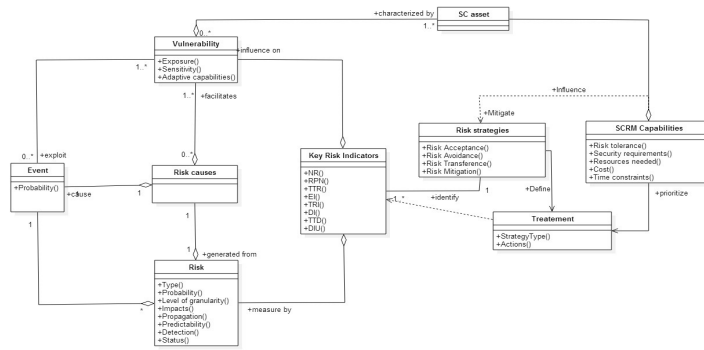 +characterized by
SC asset
0..*
1..*
Vulnerability
+Exposure()
+Sensitivity()
+Adaptive capabilities()
+influence on
1..*
1..*
+facilitates
+Influence
+Mitigate
Risk strategies
+Risk Acceptance()
+Risk Avoidance()
+Risk Transference()
+Risk Mitigation()
SCRM Capabilities
+Risk tolerance()
+Security requirements()
+Resources needed()
+Cost()
+Time constraints()
0..*
+exploit
0..*
Event
+Probability()
+cause
1
1
Risk causes
Key Risk Indicators
+NR()
+RPN()
+TTR()
+EI()
+TRI()
+DI()
+TTD()
+DIU()
1..*
+identify
1
+Define
+prioritize
Treatement
+StrategyType()
+Actions()
1
1
1
+generated from
Risk
+Type()
+Probability()
+Level of granularity()
+Impacts()
+Propagation()
+Predictability()
+Detection()
+Status()
*
+measure by